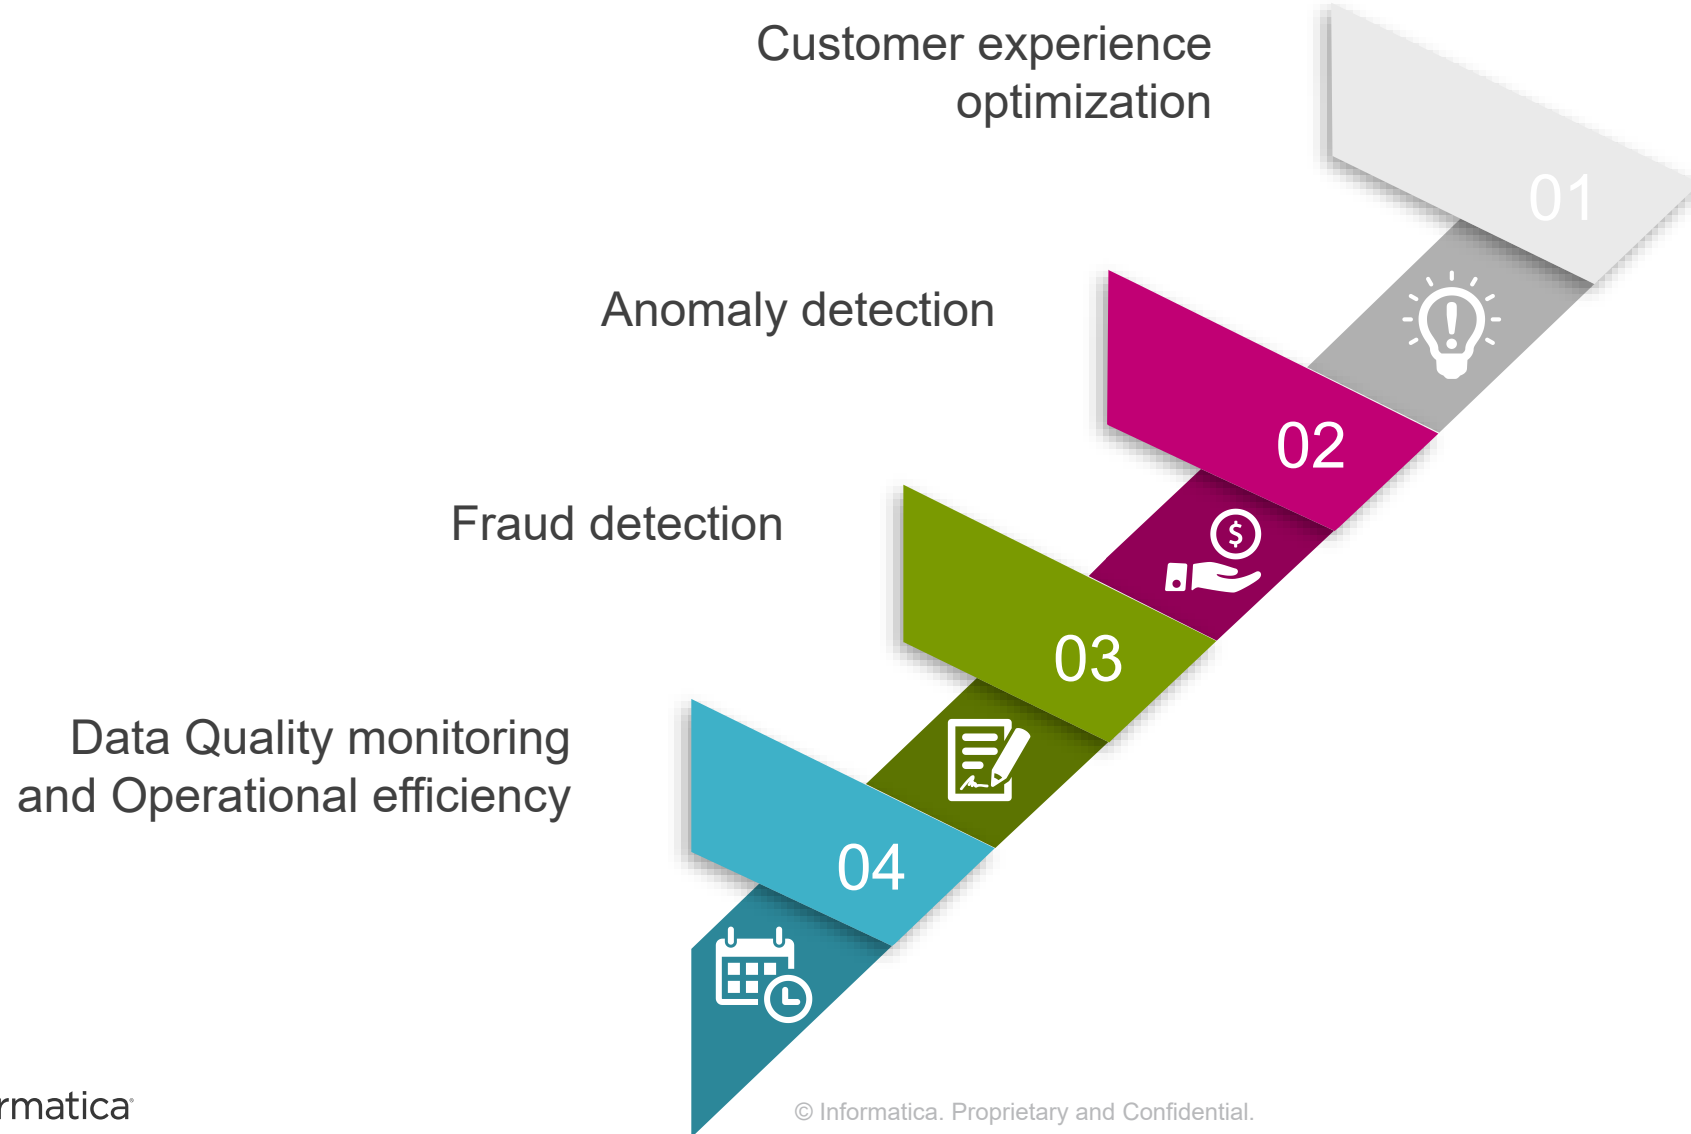 Customer experience
optimization
01
Anomaly detection
02
Fraud detection
03
Data Quality monitoring
and Operational efficiency
04
rmatica
© Informatica. Proprietary and Confidential.